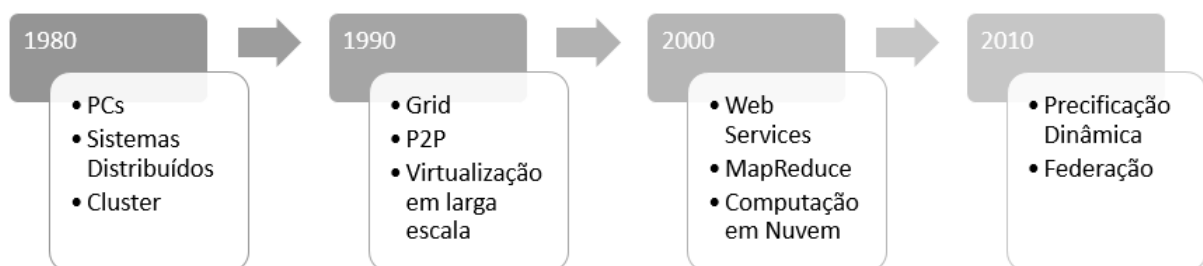 1980
• PCs
• Sistemas
Distribuídos
• Cluster
1990
• Grid
• P2P
• Virtualização
em larga
escala
2000
• Web
Services
• MapReduce
• Computação
em Nuvem
2010
• Precificação
Dinâmica
• Federação